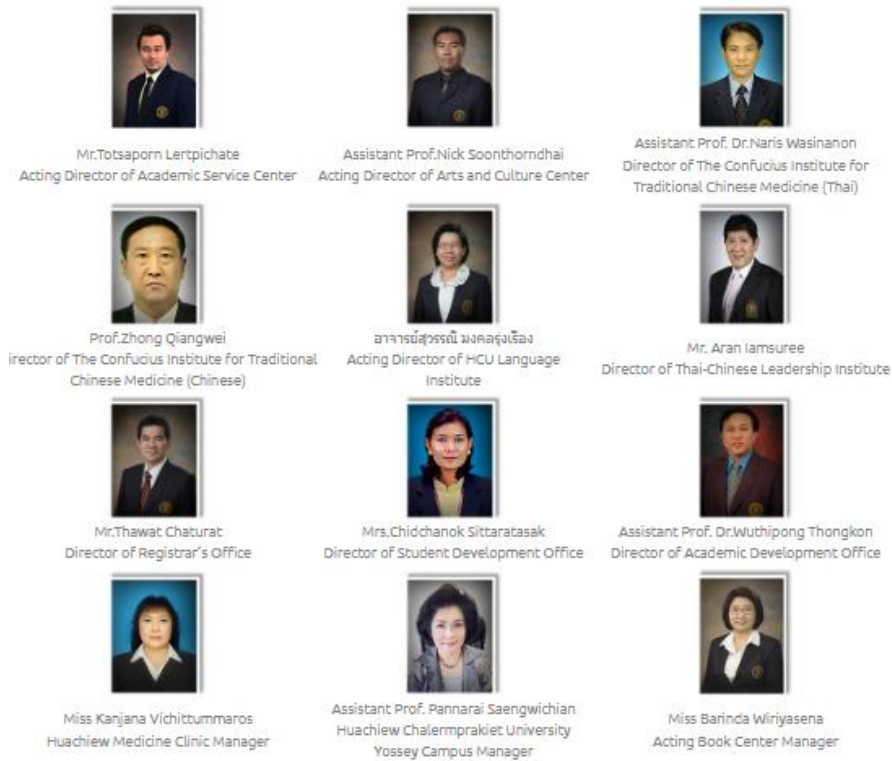 Mr.Totsaporn Lertpichate
Acting Director of Academic Service Center
Assistant Prof.Nick Soonthorndhai
Acting Director of Arts and Culture Center
Assistant Prof. Dr.Naris Wasinanon
Director of The Confucius Institute for
Traditional Chinese Medicine (Thai)
Prof.Zhong Qiangwei
irector of The Confucius Institute for Traditional
Chinese Medicine (Chinese)
อาจารย์สุวรรณี มงคลรุ่งเรือง
Acting Director of HCU Language
Institute
Mr. Aran Iamsuree
Director of Thai-Chinese Leadership Institute
Mr.Thawat Chaturat
Director of Registrar's Office
Mrs.Chidchanok Sittaratasak
Director of Student Development Office
Assistant Prof. Dr.Wuthipong Thongkon
Director of Academic Development Office
Miss Kanjana Vichittummaros
Huachiew Medicine Clinic Manager
Assistant Prof. Pannarai Saengwichian
Huachiew Chalermprakiet University
Yossey Campus Manager
Miss Barinda Wiriyasena
Acting Book Center Manager